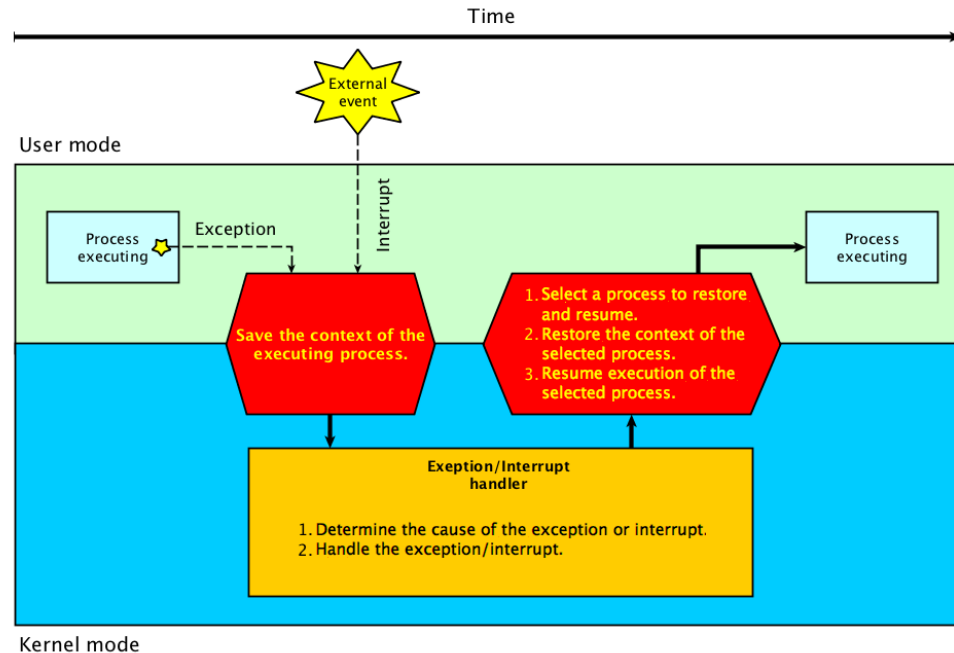 Time
External
event
User mode
Process
executing
Exception
Interrupt
Process
executing
Save the context of the
executing process.
1. Select a process to restore
and resume.
2. Restore the context of the
selected process.
3. Resume execution of the
selected process.
Exeption/Interrupt
handler
1. Determine the cause of the exception or interrupt.
2. Handle the exception/interrupt.
Kernel mode